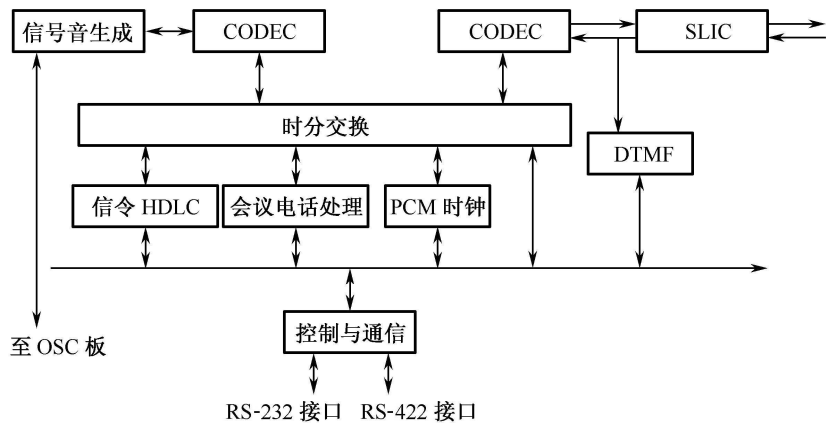 信号音生成
CODEC
CODEC
SLIC
时分交换
DTMF
信令 HDLC
会议电话处理
PCM 时钟
控制与通信
至 OSC 板
RS-232 接口
RS-422 接口